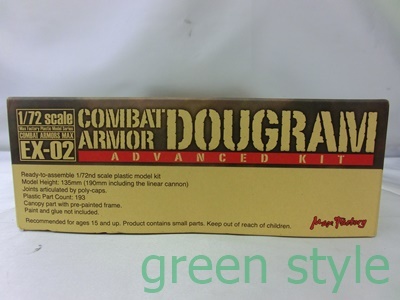 1/72 scale
Max Factory Plastic Model Series
COMBAT ARMORS MAX
EX-02
COMBAT
ARMOR
DOUGRAM
ADVANCED KIT
Ready-to-assemble 1/72nd scale plastic model kit
Model Height: 135mm (190mm including the linear cannon)
Joints articulated by poly-caps.
Plastic Part Count: 193
Canopy part with pre-painted frame.
Paint and glue not included.
Recommended for ages 15 and up. Product contains small parts. Keep out of reach of children.
Max Factory
green style